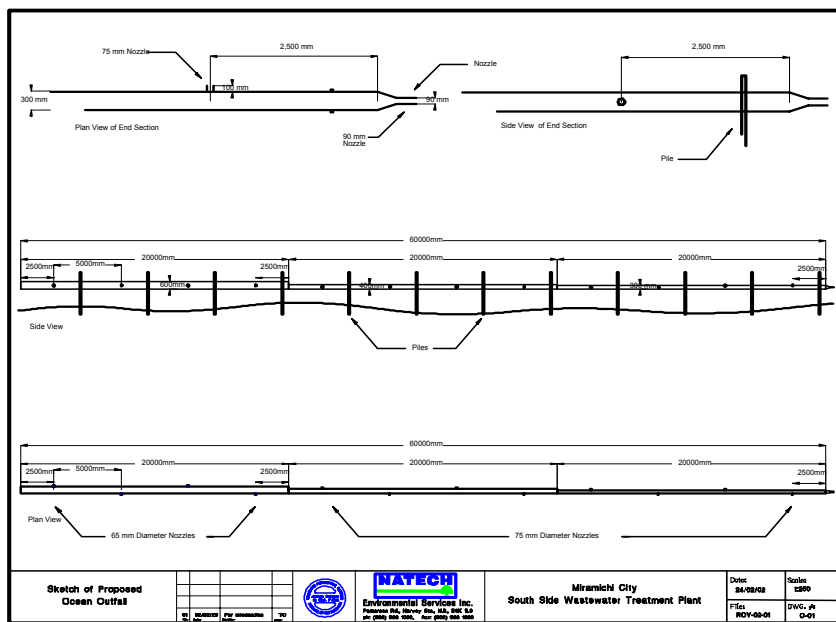 2,500 mm
75 mm Nozzle
Nozzle
100 mm
300 mm
90 mm
Plan View of End Section
90 mm
Nozzle
2,500 mm
Side View of End Section
Pile
60000mm
20000mm
20000mm
20000mm
2500mm
5000mm
2500mm
2500mm
600mm
Side View
Piles
60000mm
20000mm
20000mm
20000mm
2500mm
5000mm
2500mm
2500mm
Plan View
65 mm Diameter Nozzles
75 mm Diameter Nozzles
Sketch of Proposed
Ocean Outfall
NATECH
Environmental Services Inc.
Miramichi City
South Side Wastewater Treatment Plant
Date:
Scales
File:
DWG. #: